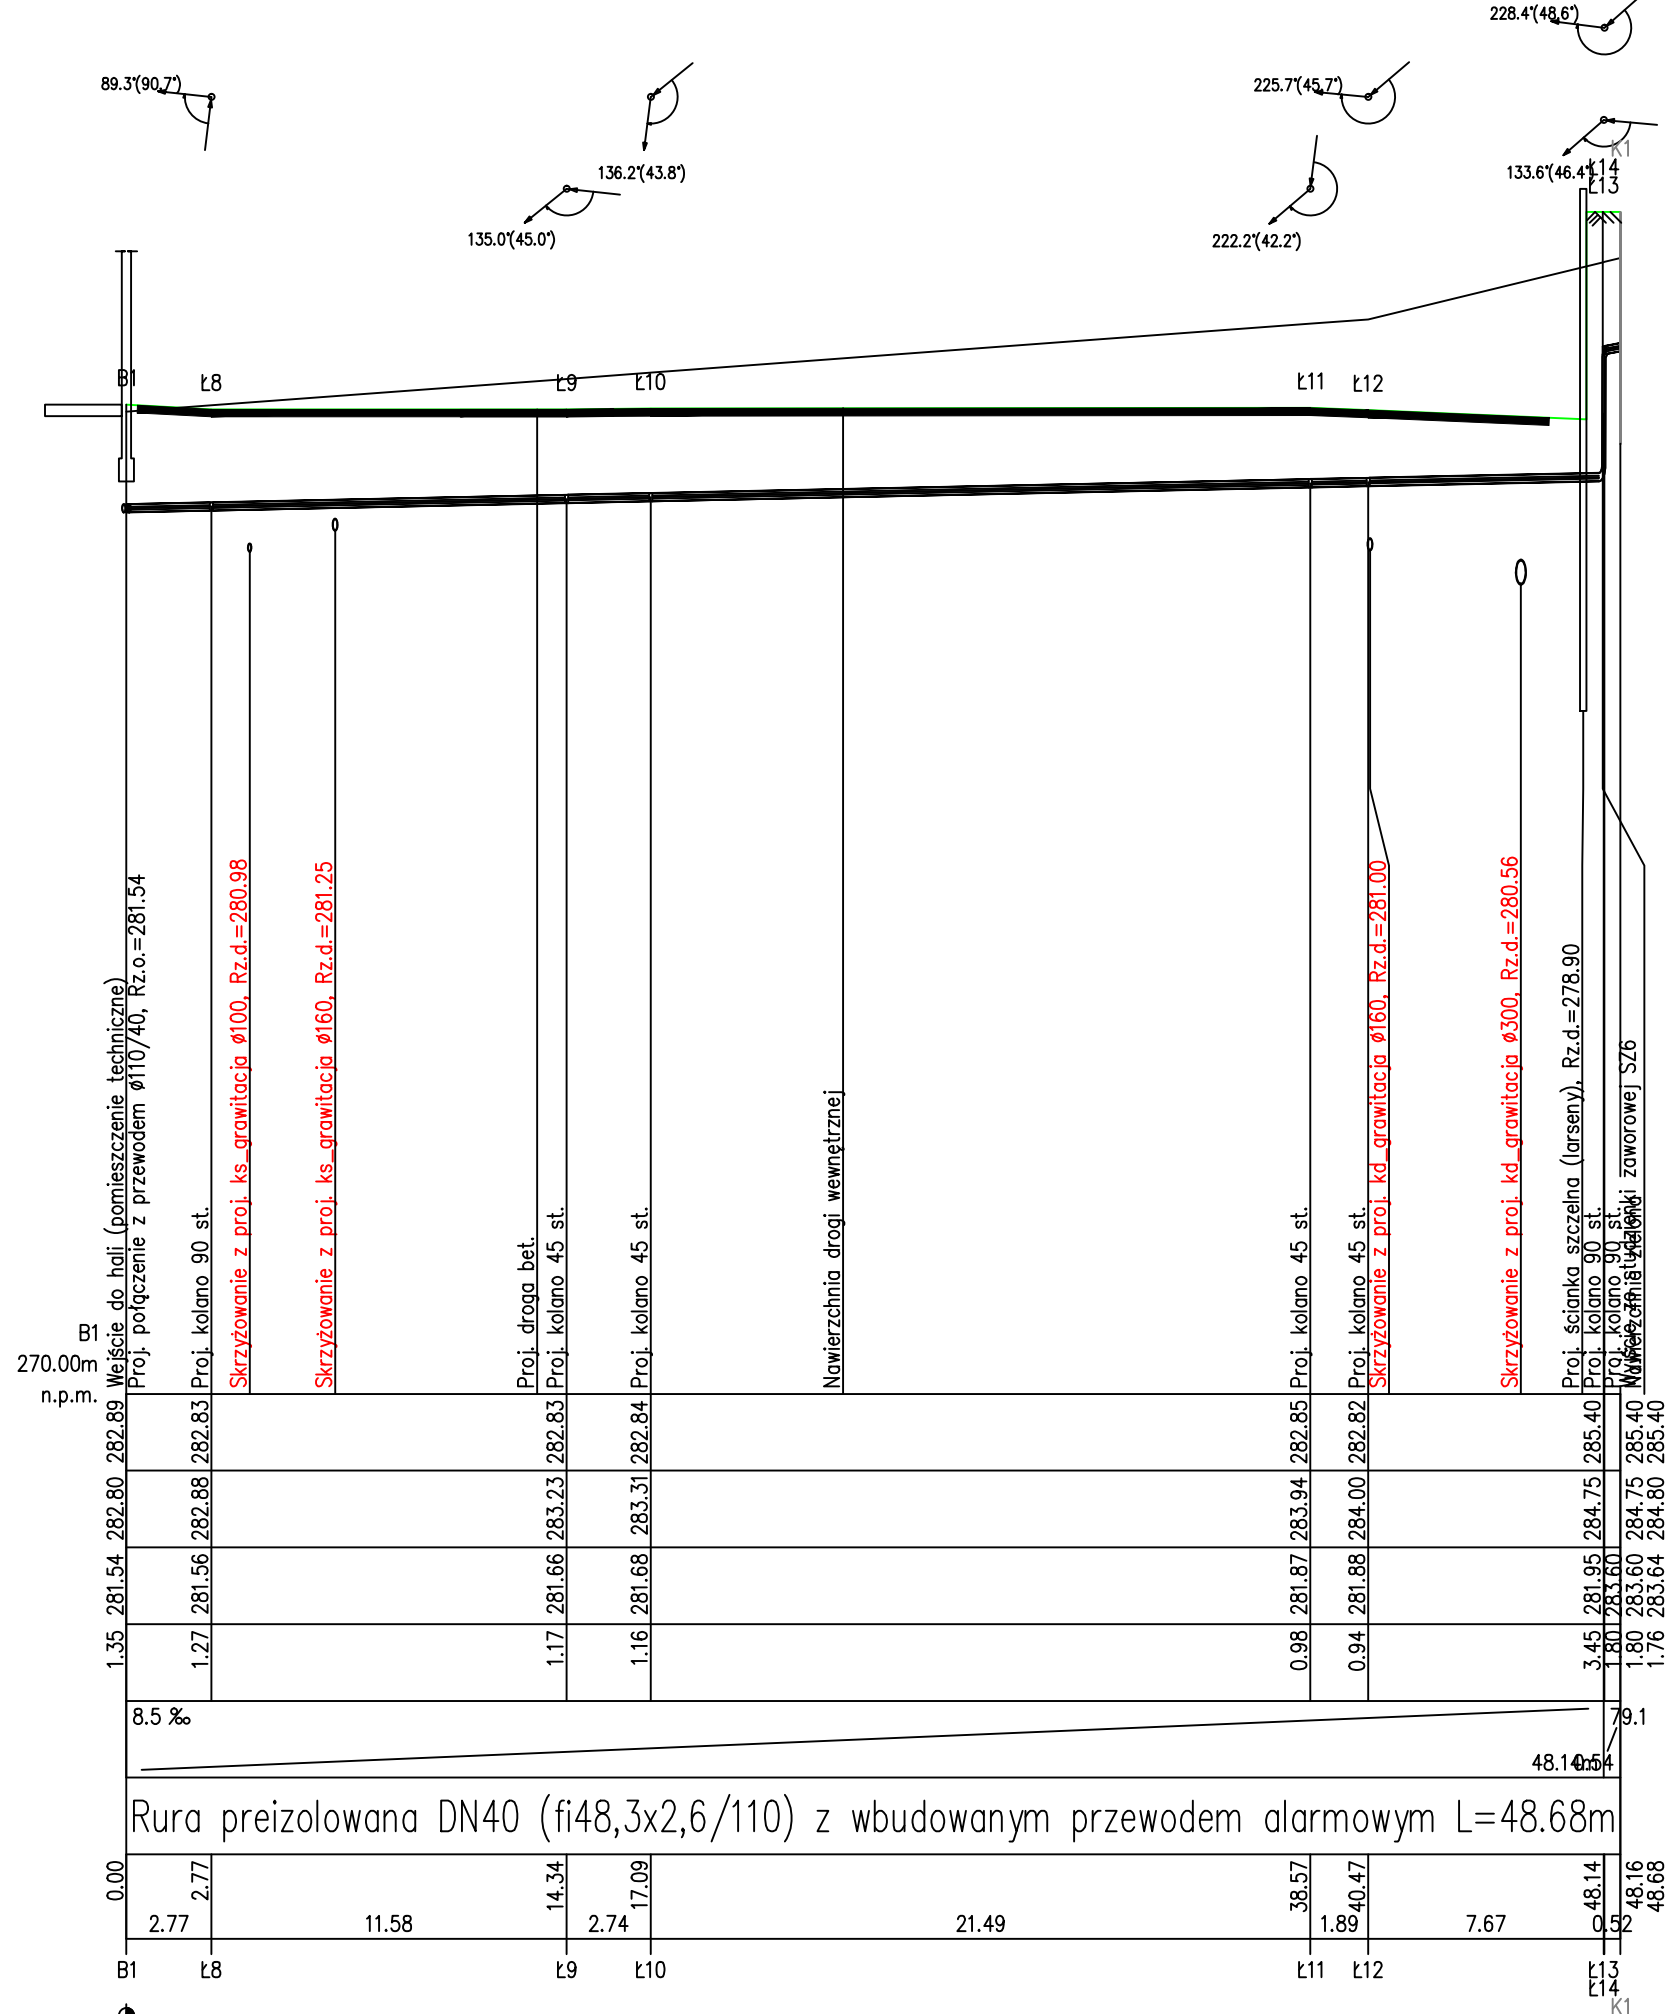 228.4°(48.6°)
89.3°(90.7°)
225.7°(45.7°)
136.2°(43.8°)
133.6°(46.4°)
K1
Ł14
Ł13
135.0°(45.0°)
222.2°(42.2°)
B1
Ł8
Ł9
Ł10
Ł11
Ł12
Wejście do hali (pomieszczenie techniczne)
Proj. połączenie z przewodem ø110/40, Rz.o.=281.54
Proj. kolano 90 st.
Skrzyżowanie z proj. ks_grawitacja ø100, Rz.d.=280.98
Skrzyżowanie z proj. ks_grawitacja ø160, Rz.d.=281.25
Proj. droga bet.
Proj. kolano 45 st.
Proj. kolano 45 st.
Nawierzchnia drogi wewnętrznej
Proj. kolano 45 st.
Proj. kolano 45 st.
Skrzyżowanie z proj. kd_grawitacja ø160, Rz.d.=281.00
Skrzyżowanie z proj. kd_grawitacja ø300, Rz.d.=280.56
Proj. ścianka szczelna (larseny), Rz.d.=278.90
Proj. kolano 90 st.
Proj. kolano 90 st.
zaworowej SZ6
Nawierzchnia zielona
B1
270.00m
n.p.m.
282.89 282.83 282.83 282.84 282.85 282.82 285.40 285.40 285.40
282.80 282.88 283.23 283.31 283.94 284.00 284.75 284.75 284.80
281.54 281.56 281.66 281.68 281.87 281.88 281.95 283.60 283.60 283.64
1.35 1.27 1.17 1.16 0.98 0.94 3.45 1.80 1.80 1.76
8.5 ‰ 79.1
48.14m 0.54
Rura preizolowana DN40 (fi48,3x2,6/110) z wbudowanym przewodem alarmowym L=48.68m
0.00 2.77 14.34 17.09 38.57 40.47 48.14 48.16 48.68
2.77 11.58 2.74 21.49 1.89 7.67 0.52
B1 Ł8 Ł9 Ł10 Ł11 Ł12 Ł13
Ł14
K1